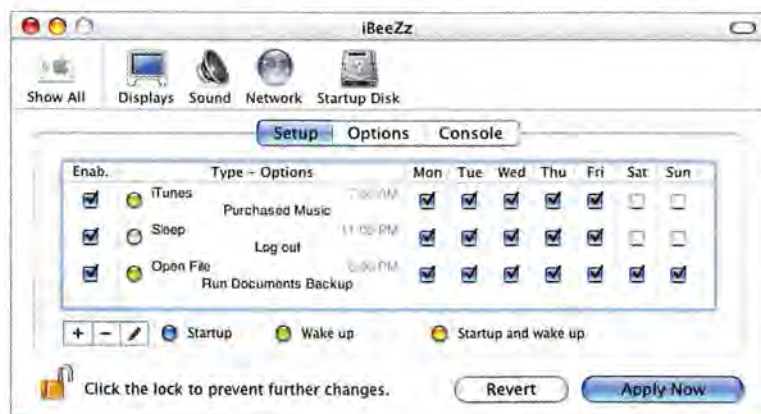 iBeeZz
Show All Displays Sound Network Startup Disk
Setup Options Console
Enab. Type – Options Mon Tue Wed Thu Fri Sat Sun
iTunes
Purchased Music
Sleep PM
Log out
Open File PM
Run Documents Backup
+ − Startup Wake up Startup and wake up
Click the lock to prevent further changes. Revert Apply Now